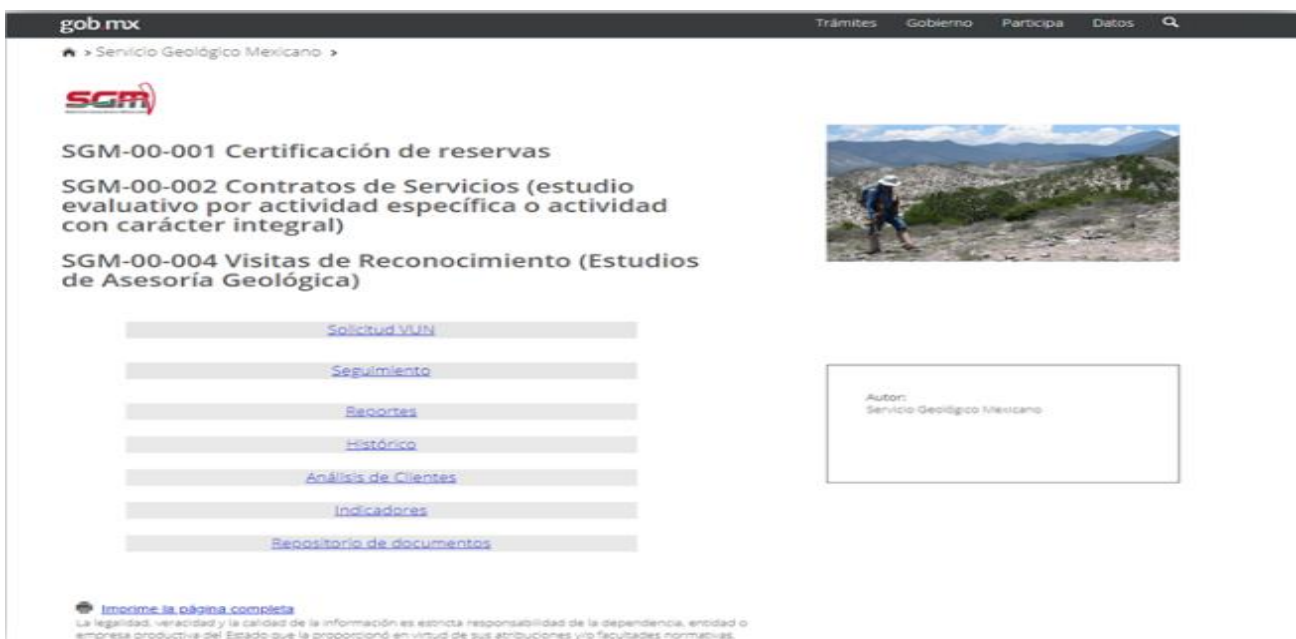 gob.mx
Trámites Gobierno Participa Datos
> Servicio Geológico Mexicano >
SGM
SGM-00-001 Certificación de reservas
SGM-00-002 Contratos de Servicios (estudio
evaluativo por actividad específica o actividad
con carácter integral)
SGM-00-004 Visitas de Reconocimiento (Estudios
de Asesoría Geológica)
Solicitud VUN
Seguimiento
Reportes
Histórico
Análisis de Clientes
Indicadores
Repositorio de documentos
Autor:
Servicio Geológico Mexicano
Imprime la página completa
La legalidad, veracidad y la calidad de la información es estricta responsabilidad de la dependencia, entidad o
empresa productiva del Estado que la proporcionó en virtud de sus atribuciones y/o facultades normativas.